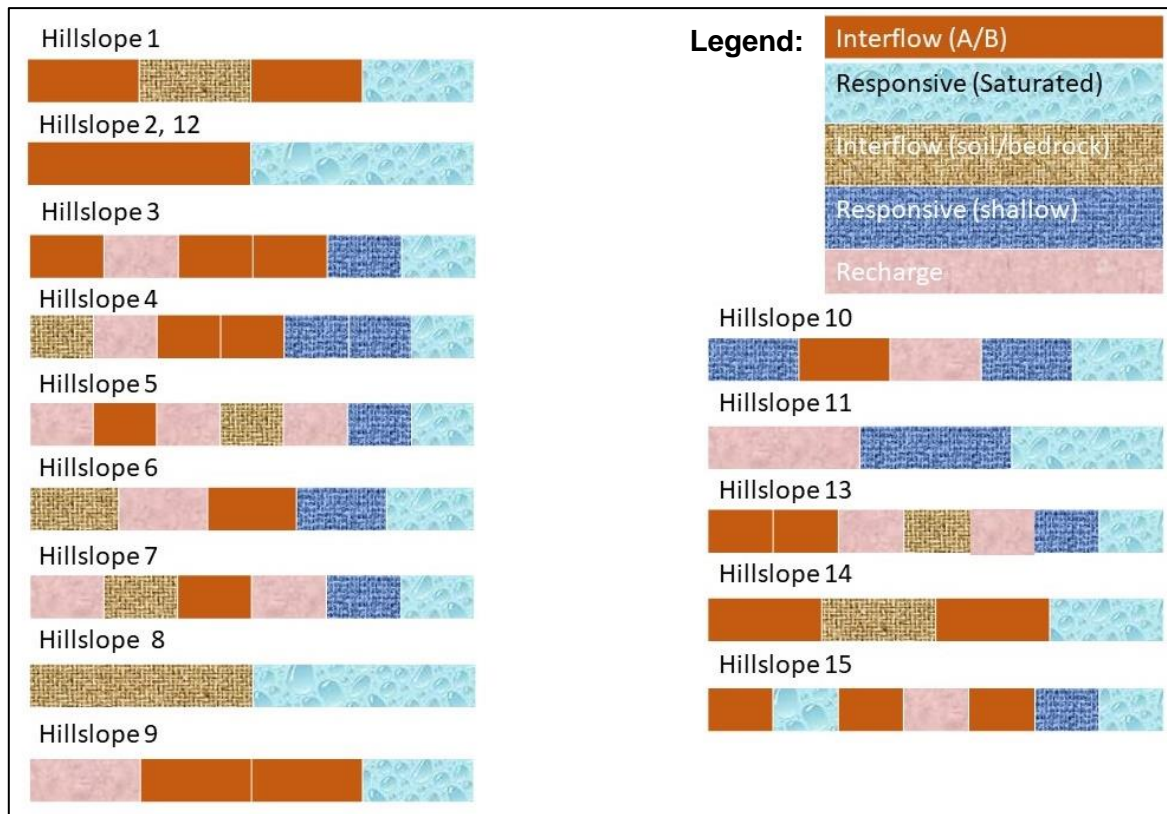 Hillslope 1
Hillslope 2, 12
Hillslope 3
Hillslope 4
Hillslope 5
Hillslope 6
Hillslope 7
Hillslope 8
Hillslope 9
Legend:
Interflow (A/B)
Responsive (Saturated)
Interflow (soil/bedrock)
Responsive (shallow)
Recharge
Hillslope 10
Hillslope 11
Hillslope 13
Hillslope 14
Hillslope 15